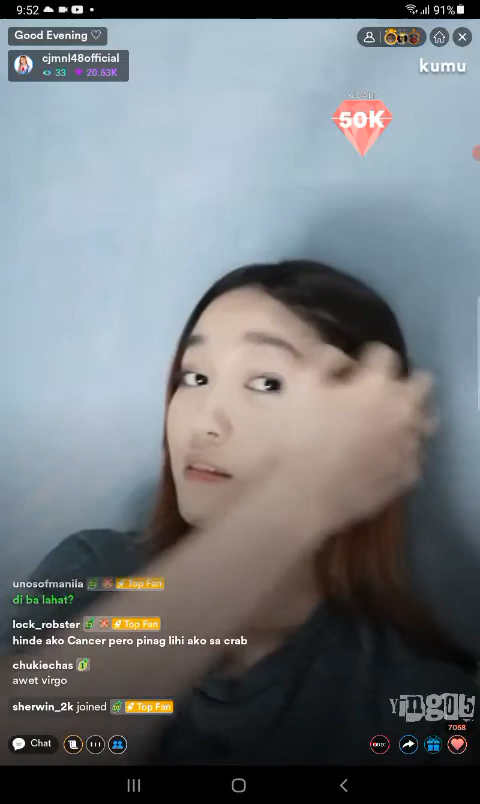 9:52
91%
Good Evening ♡
cjmnl48official
33 20.63K
kumu
GOAL:
50K
unosofmanila Top Fan
di ba lahat?
lock_robster Top Fan
hinde ako Cancer pero pinag lihi ako sa crab
chukiechas
awet virgo
sherwin_2k joined Top Fan
Yingo5
7058
Chat